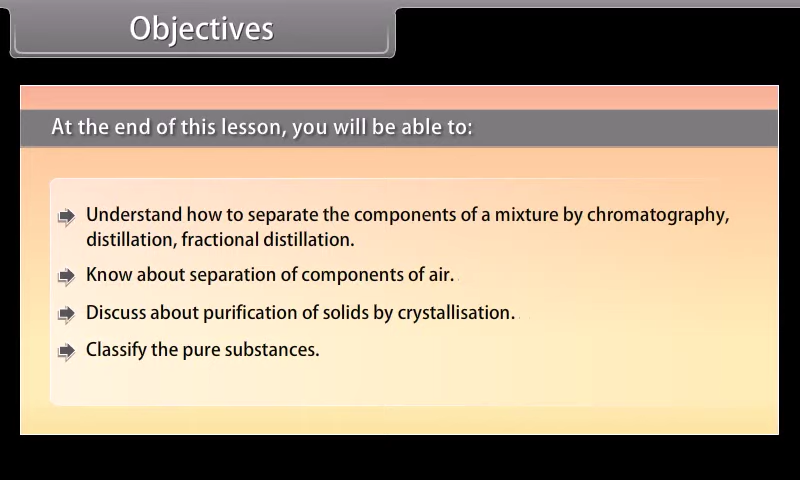 Objectives
At the end of this lesson, you will be able to:
Understand how to separate the components of a mixture by chromatography,
distillation, fractional distillation.
Know about separation of components of air.
Discuss about purification of solids by crystallisation.
Classify the pure substances.